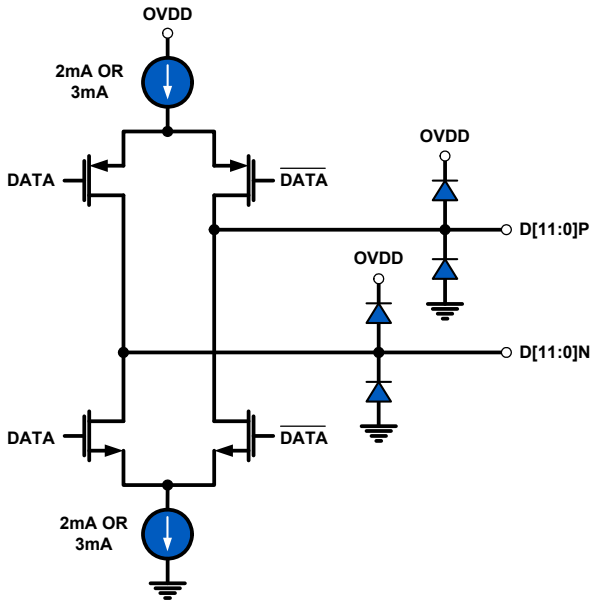 OVDD
2mA OR
3mA
OVDD
DATA
DATA
D[11:0]P
OVDD
D[11:0]N
DATA
DATA
2mA OR
3mA